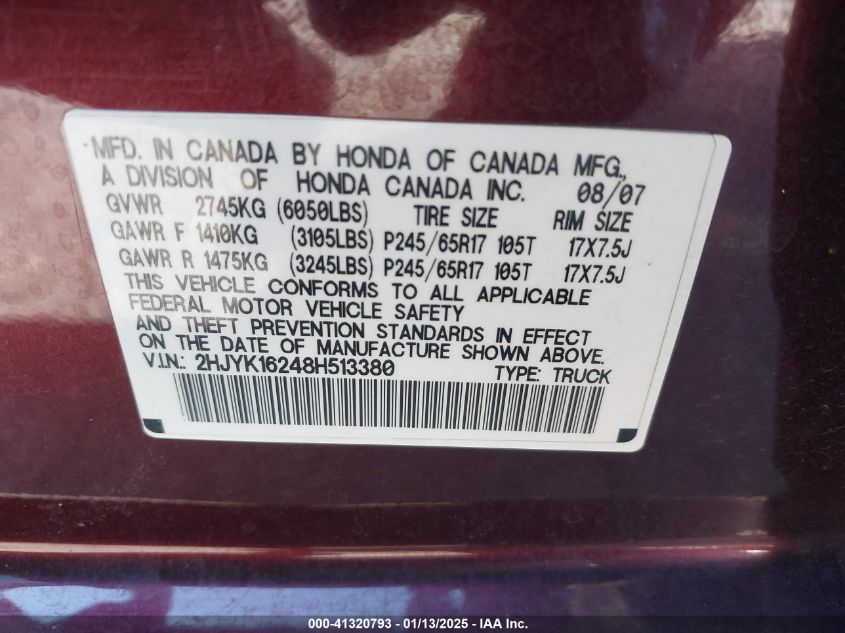 MFD. IN CANADA BY HONDA OF CANADA MFG.,
A DIVISION OF HONDA CANADA INC. 08/07
GVWR 2745KG (6050LBS) TIRE SIZE RIM SIZE
GAWR F 1410KG (3105LBS) P245/65R17 105T 17X7.5J
GAWR R 1475KG (3245LBS) P245/65R17 105T 17X7.5J
THIS VEHICLE CONFORMS TO ALL APPLICABLE
FEDERAL MOTOR VEHICLE SAFETY
AND THEFT PREVENTION STANDARDS IN EFFECT
ON THE DATE OF MANUFACTURE SHOWN ABOVE.
V.I.N.: 2HJYK16248H513380 TYPE: TRUCK
000-41320793 - 01/13/2025 - IAA Inc.